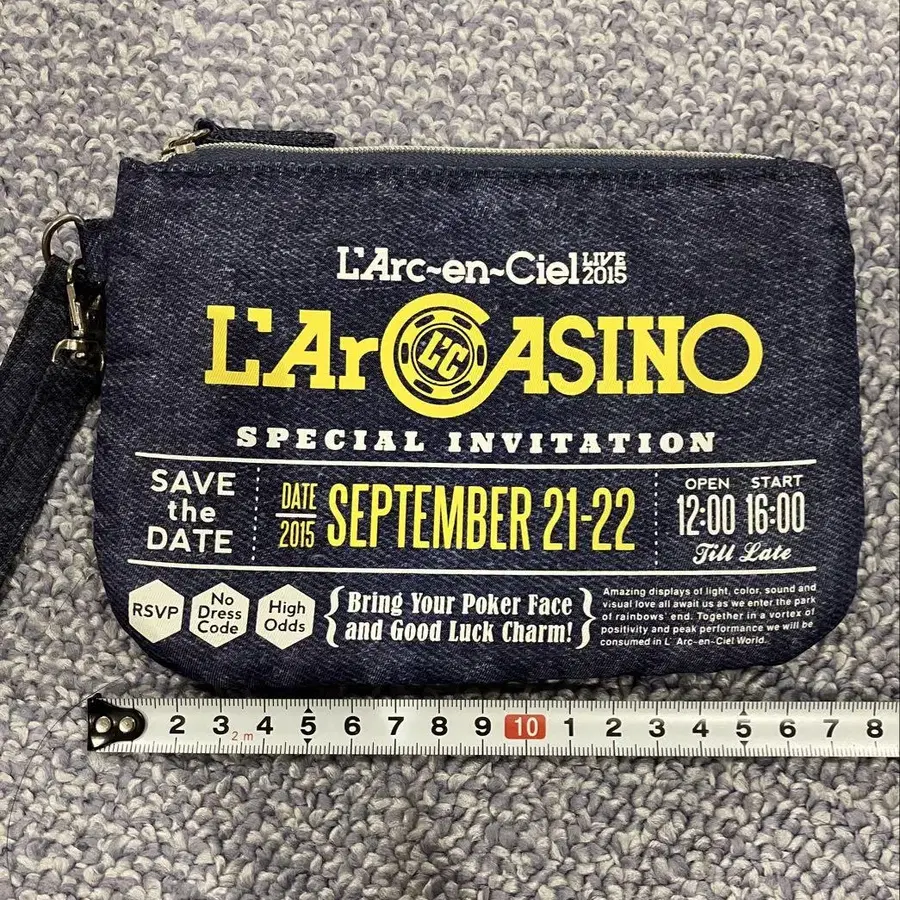 L'Arc~en~Ciel LIVE 2015
L'ArCASINO
L'C
SPECIAL INVITATION
SAVE
the
DATE
DATE
2015
SEPTEMBER 21-22
OPEN START
12:00 16:00
Till Late
RSVP
No
Dress
Code
High
Odds
Bring Your Poker Face
and Good Luck Charm!
Amazing displays of light, color, sound and
visual love all await us as we enter the park
of rainbows' end. Together in a vortex of
positivity and peak performance we will be
consumed in L' Arc-en-Ciel World.
2 3 4 5 6 7 8 9 10 1 2 3 4 5 6 7 8
2 m